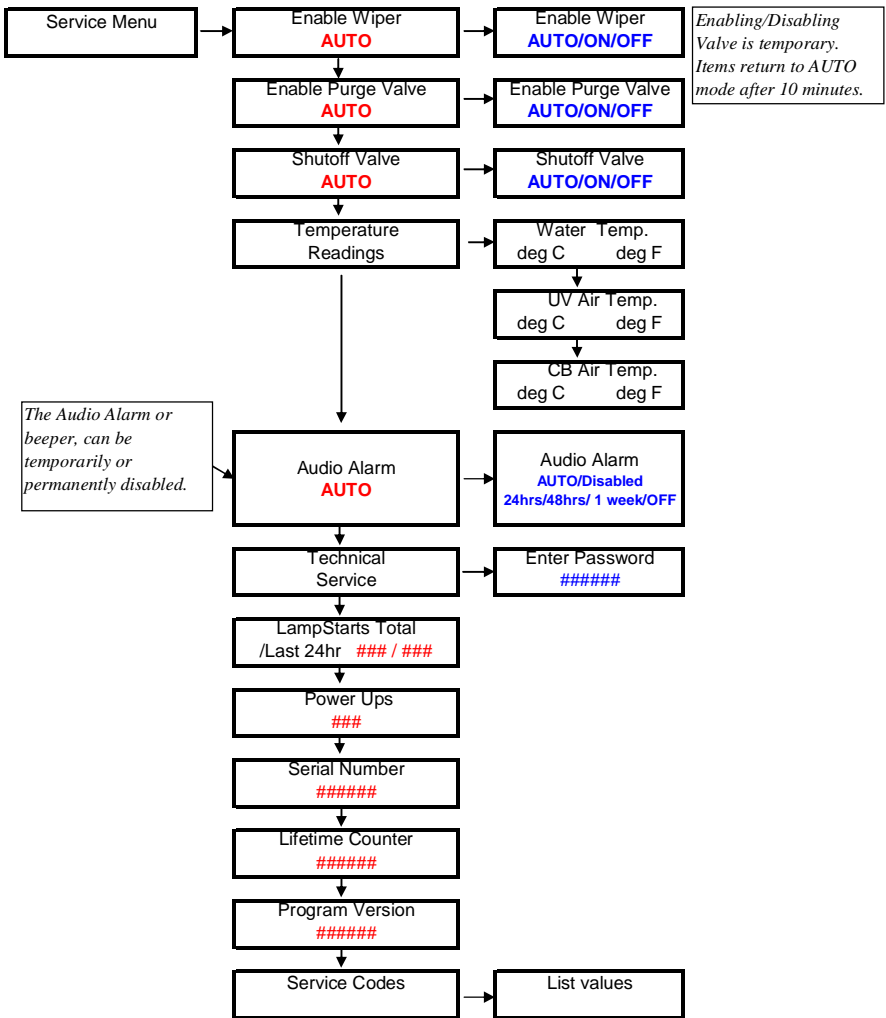 Service Menu
Enable Wiper
AUTO
Enable Wiper
AUTO/ON/OFF
Enabling/Disabling
Valve is temporary.
Items return to AUTO
mode after 10 minutes.
Enable Purge Valve
AUTO
Enable Purge Valve
AUTO/ON/OFF
Shutoff Valve
AUTO
Shutoff Valve
AUTO/ON/OFF
Temperature
Readings
Water Temp.
deg C deg F
UV Air Temp.
deg C deg F
CB Air Temp.
deg C deg F
The Audio Alarm or
beeper, can be
temporarily or
permanently disabled.
Audio Alarm
AUTO
Audio Alarm
AUTO/Disabled
24hrs/48hrs/ 1 week/OFF
Technical
Service
Enter Password
######
LampStarts Total
/Last 24hr ### / ###
Power Ups
###
Serial Number
######
Lifetime Counter
######
Program Version
######
Service Codes
List values